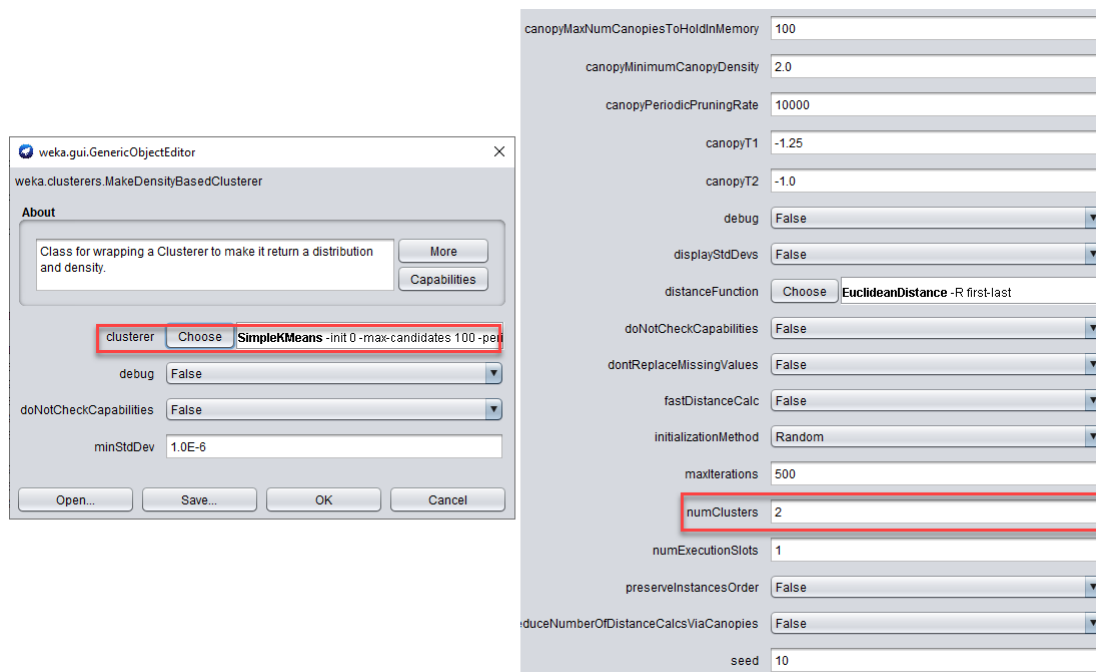 weka.gui.GenericObjectEditor
weka.clusterers.MakeDensityBasedClusterer
About
Class for wrapping a Clusterer to make it return a distribution
and density.
More
Capabilities
clusterer Choose SimpleKMeans -init 0 -max-candidates 100 -peri
debug False
doNotCheckCapabilities False
minStdDev 1.0E-6
Open... Save... OK Cancel
canopyMaxNumCanopiesToHoldInMemory 100
canopyMinimumCanopyDensity 2.0
canopyPeriodicPruningRate 10000
canopyT1 -1.25
canopyT2 -1.0
debug False
displayStdDevs False
distanceFunction Choose EuclideanDistance -R first-last
doNotCheckCapabilities False
dontReplaceMissingValues False
fastDistanceCalc False
initializationMethod Random
maxIterations 500
numClusters 2
numExecutionSlots 1
preserveInstancesOrder False
educeNumberOfDistanceCalcsViaCanopies False
seed 10